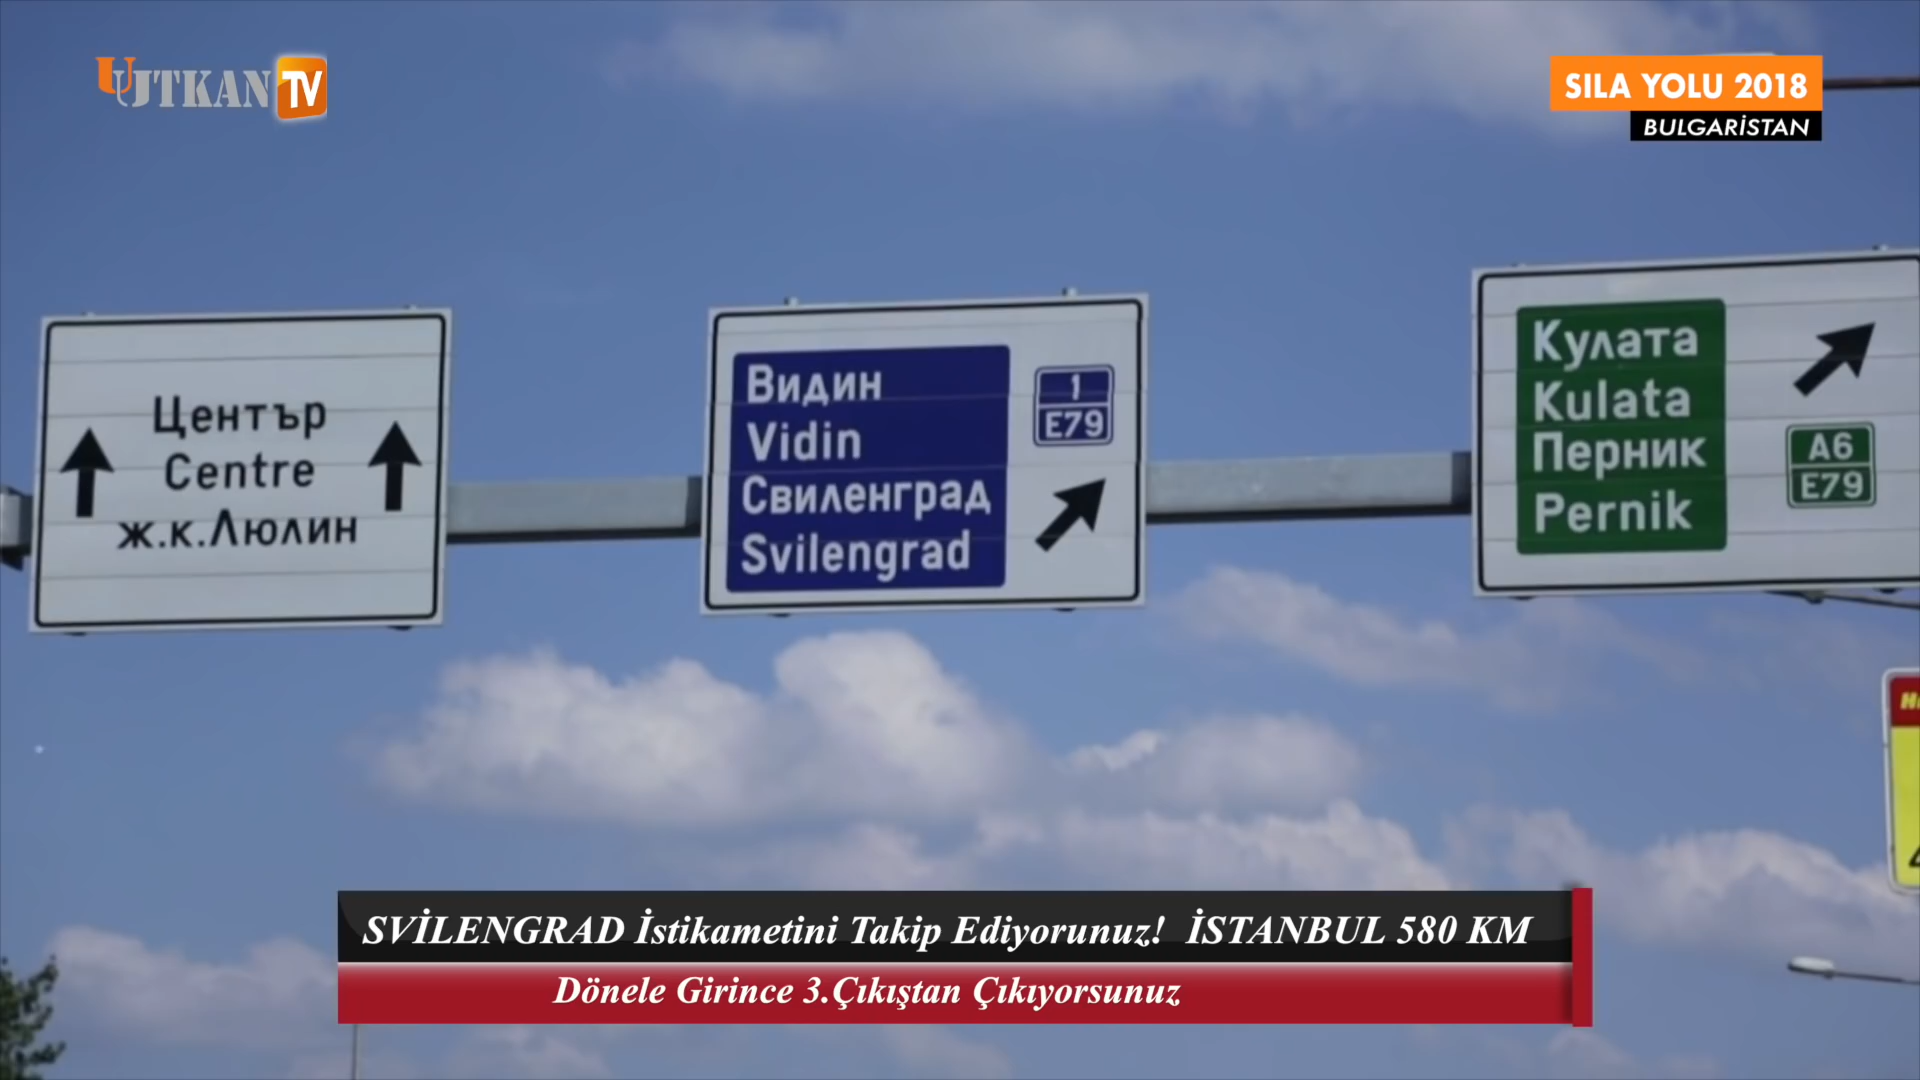 UUTKAN TV
SILA YOLU 2018
BULGARİSTAN
Център
Centre
ж.к.Люлин
Видин
Vidin
Свиленград
Svilengrad
1
E79
Кулата
Kulata
Перник
Pernik
A6
E79
SVİLENGRAD İstikametini Takip Ediyorunuz! İSTANBUL 580 KM
Dönele Girince 3.Çıkıştan Çıkıyorsunuz